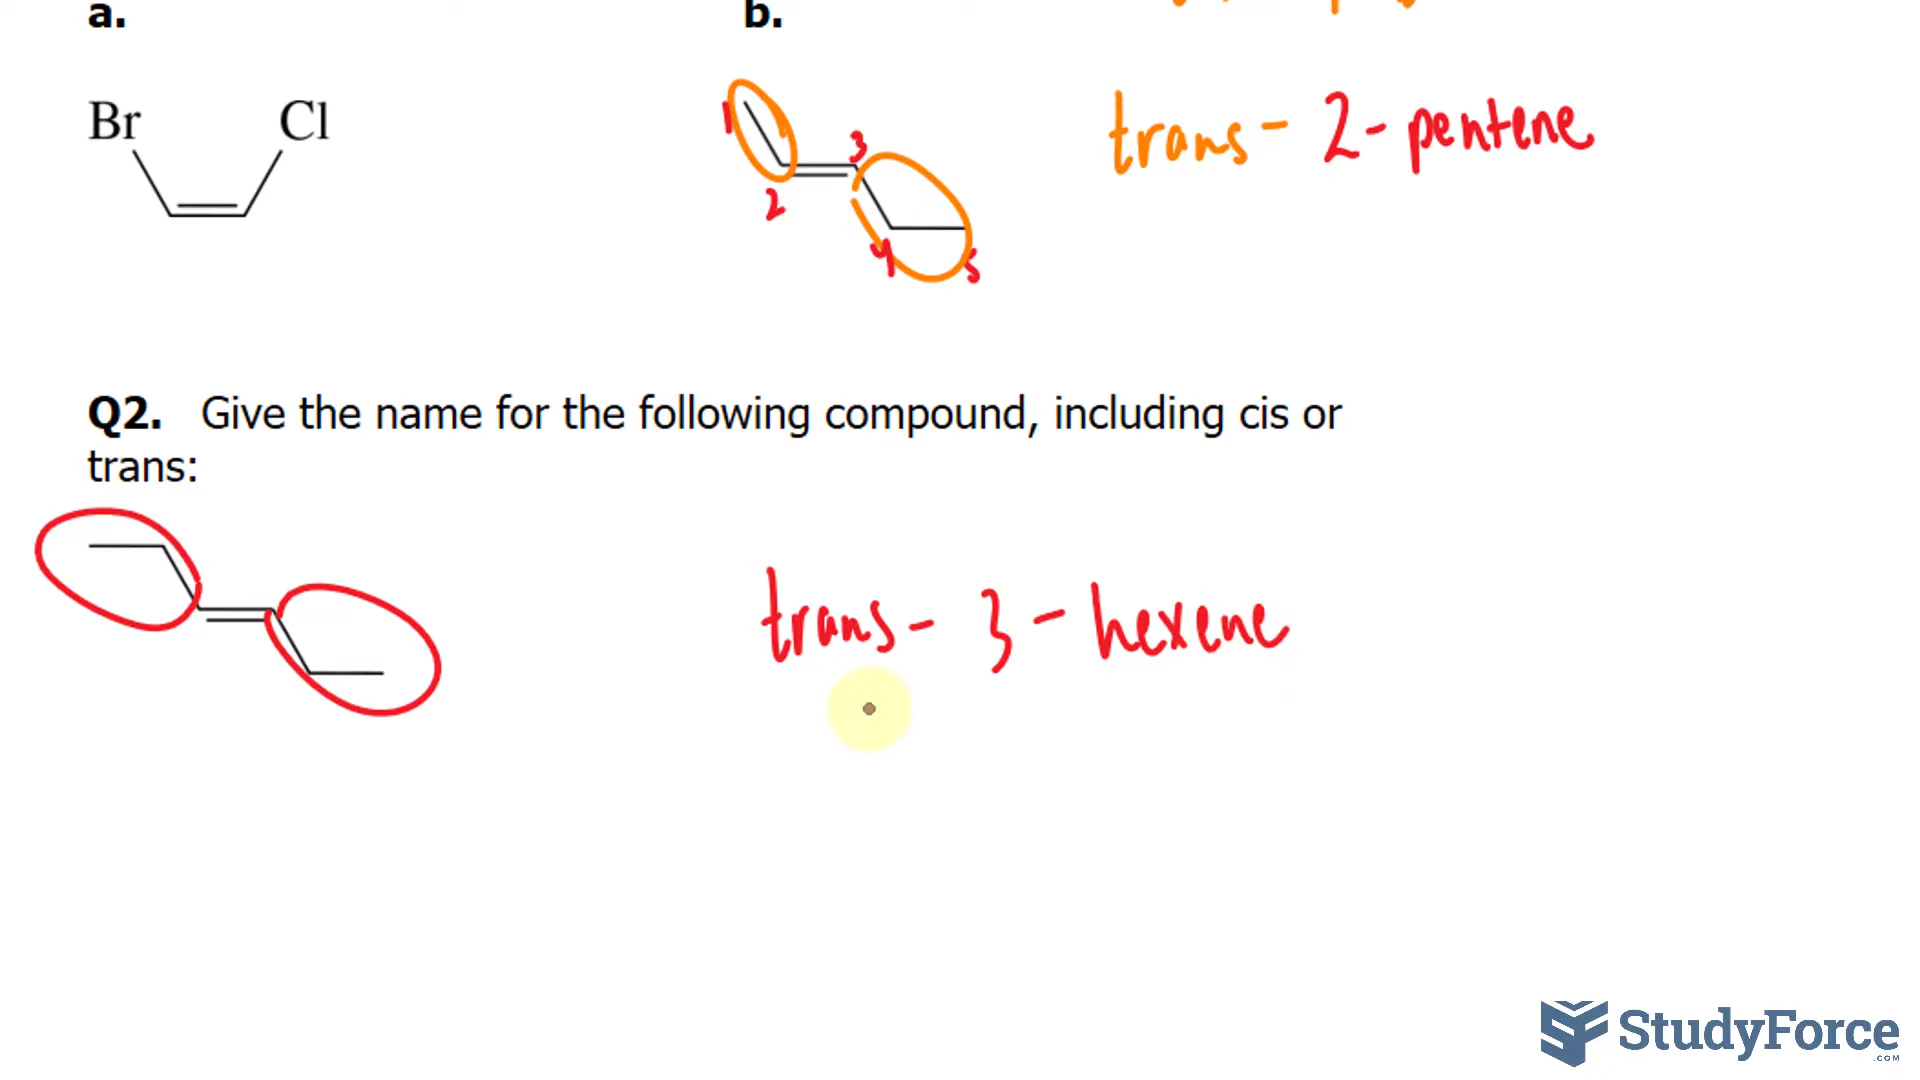 a.
b.
Br
Cl
1
2
3
4
5
trans - 2 - pentene
Q2. Give the name for the following compound, including cis or
trans:
trans - 3 - hexene
StudyForce
.COM